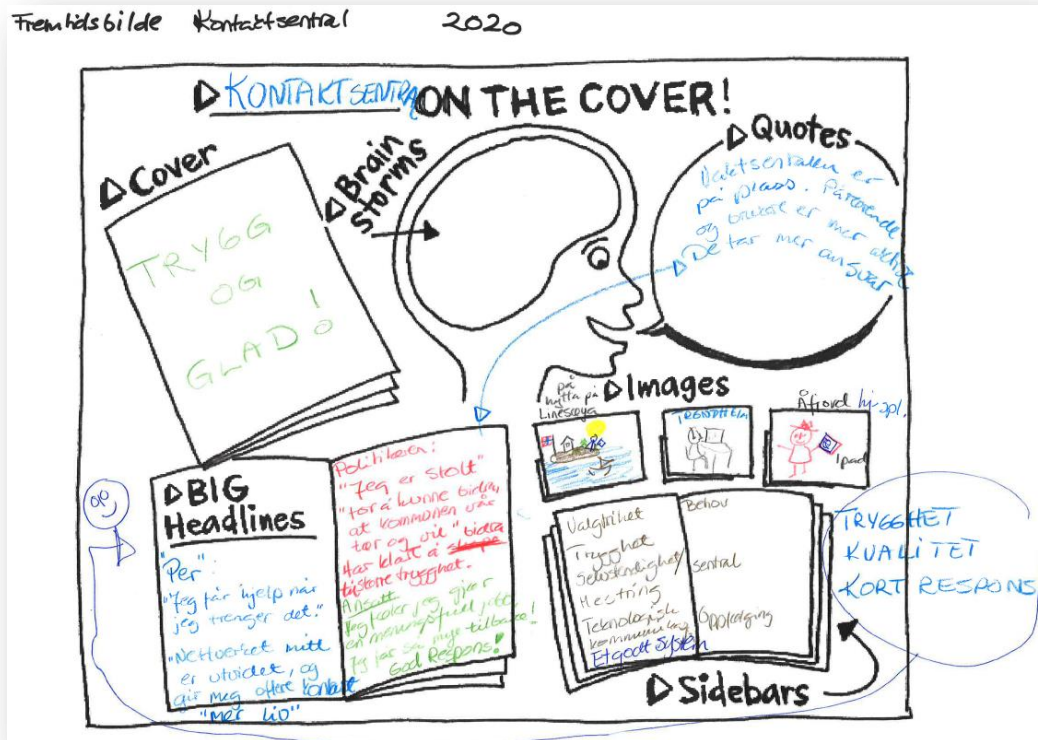 Fremtidsbilde Kontaktsentral 2020
KONTAKTSENTRAL ON THE COVER!
Cover
TRYGG
OG
GLAD!
Brain
storms
Quotes
Vaktsentralen er
på plass. Pårørende
og brukere er mer aktive
De tar mer ansvar
Images
på
hytta på
Linesøya
TRONDHEIM
Åfjord hj.spl.
Ipad
BIG
Headlines
"Per":
"Jeg får hjelp når
jeg trenger det."
"Nettverket mitt
er utvidet, og
gir meg oftere kontakt
"mer liv"
Politikeren:
"Jeg er stolt"
"for å kunne bidra,
at kommunen vår
tør og vil" bidra
Har klart å skape
større trygghet.
Ansatt
Jeg føler jeg gjør
en meningsfull jobb
Jeg får så mye tilbake!
God Respons!
Valgfrihet
Trygghet
Selvstendighet/
Mestring
Teknologisk
kommunikasjon
Et godt system
Behov
sentral
Oppfølging
Sidebars
TRYGGHET
KVALITET
KORT RESPONS